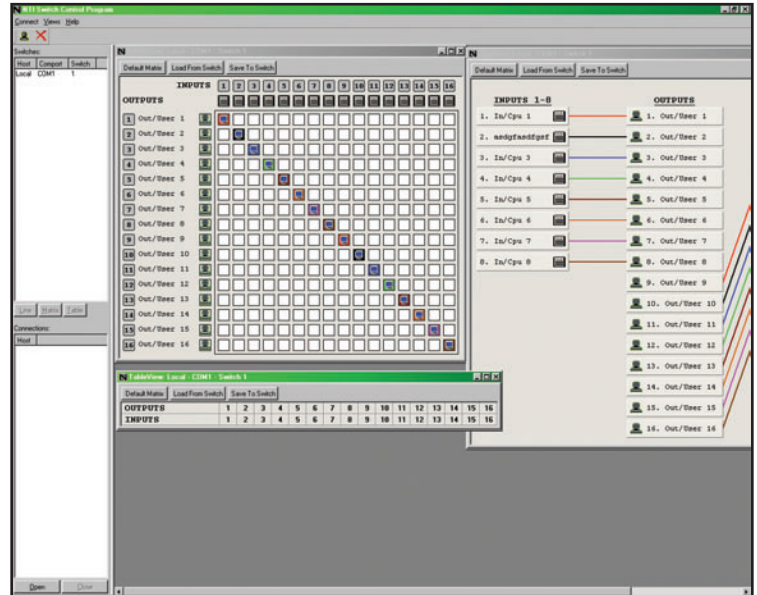 NTI Switch Control Program
Connect Views Help
Switches:
Host Comport Switch
Local COM1 1
Line Matrix Table
Connections:
Host
Open Close
Local - COM1 - Switch 1
Default Matrix Load From Switch Save To Switch
INPUTS 1 2 3 4 5 6 7 8 9 10 11 12 13 14 15 16
OUTPUTS
1 Out/User 1
2 Out/User 2
3 Out/User 3
4 Out/User 4
5 Out/User 5
6 Out/User 6
7 Out/User 7
8 Out/User 8
9 Out/User 9
10 Out/User 10
11 Out/User 11
12 Out/User 12
13 Out/User 13
14 Out/User 14
15 Out/User 15
16 Out/User 16
TableView: Local - COM1 - Switch 1
Default Matrix Load From Switch Save To Switch
OUTPUTS 1 2 3 4 5 6 7 8 9 10 11 12 13 14 15 16
INPUTS 1 2 3 4 5 6 7 8 9 10 11 12 13 14 15 16
Default Matrix Load From Switch Save To Switch
INPUTS 1-8 OUTPUTS
1. In/Cpu 1 1. Out/User 1
2. asdgfasdfgsf 2. Out/User 2
3. In/Cpu 3 3. Out/User 3
4. In/Cpu 4 4. Out/User 4
5. In/Cpu 5 5. Out/User 5
6. In/Cpu 6 6. Out/User 6
7. In/Cpu 7 7. Out/User 7
8. In/Cpu 8 8. Out/User 8
9. Out/User 9
10. Out/User 10
11. Out/User 11
12. Out/User 12
13. Out/User 13
14. Out/User 14
15. Out/User 15
16. Out/User 16